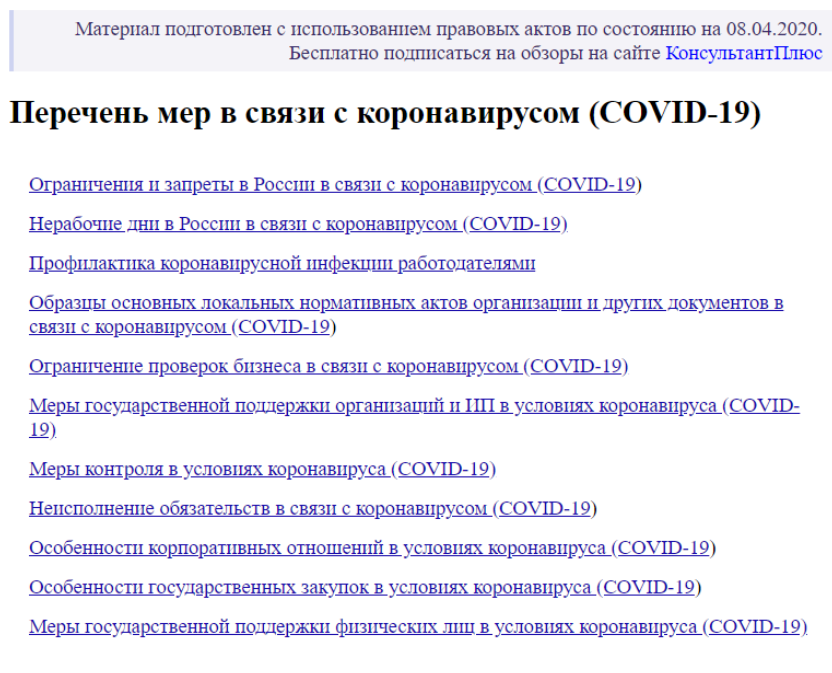 Материал подготовлен с использованием правовых актов по состоянию на 08.04.2020.
Бесплатно подписаться на обзоры на сайте КонсультантПлюс
Перечень мер в связи с коронавирусом (COVID-19)
Ограничения и запреты в России в связи с коронавирусом (COVID-19)
Нерабочие дни в России в связи с коронавирусом (COVID-19)
Профилактика коронавирусной инфекции работодателями
Образцы основных локальных нормативных актов организации и других документов в
связи с коронавирусом (COVID-19)
Ограничение проверок бизнеса в связи с коронавирусом (COVID-19)
Меры государственной поддержки организаций и ИП в условиях коронавируса (COVID-
19)
Меры контроля в условиях коронавируса (COVID-19)
Неисполнение обязательств в связи с коронавирусом (COVID-19)
Особенности корпоративных отношений в условиях коронавируса (COVID-19)
Особенности государственных закупок в условиях коронавируса (COVID-19)
Меры государственной поддержки физических лиц в условиях коронавируса (COVID-19)